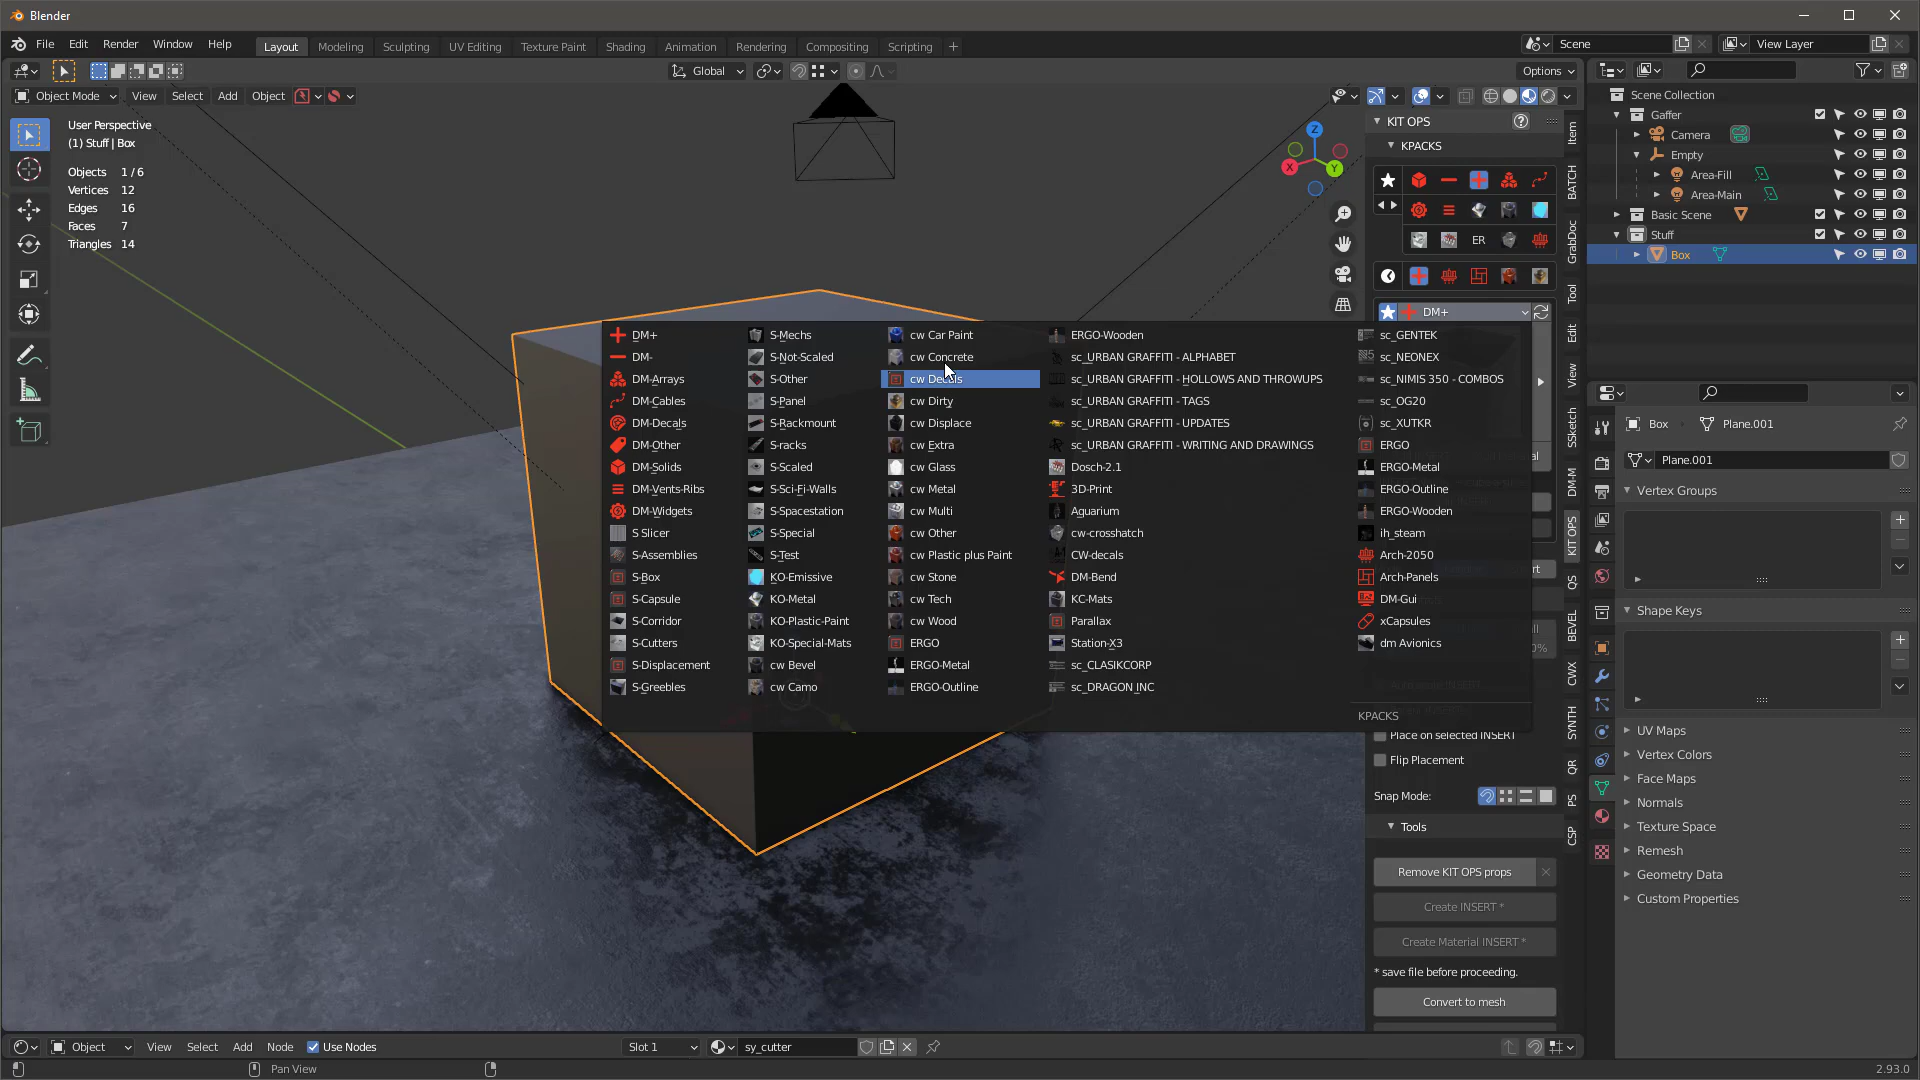 Blender
File Edit Render Window Help
Layout Modeling Sculpting UV Editing Texture Paint Shading Animation Rendering Compositing Scripting +
Scene
View Layer
Global
Options
Object Mode View Select Add Object
User Perspective
(1) Stuff | Box
Objects 1 / 6
Vertices 12
Edges 16
Faces 7
Triangles 14
Z
X
Y
DM+
DM-
DM-Arrays
DM-Cables
DM-Decals
DM-Other
DM-Solids
DM-Vents-Ribs
DM-Widgets
S Slicer
S-Assemblies
S-Box
S-Capsule
S-Corridor
S-Cutters
S-Displacement
S-Greebles
S-Mechs
S-Not-Scaled
S-Other
S-Panel
S-Rackmount
S-racks
S-Scaled
S-Sci-Fi-Walls
S-Spacestation
S-Special
S-Test
KO-Emissive
KO-Metal
KO-Plastic-Paint
KO-Special-Mats
cw Bevel
cw Camo
cw Car Paint
cw Concrete
cw Decals
cw Dirty
cw Displace
cw Extra
cw Glass
cw Metal
cw Multi
cw Other
cw Plastic plus Paint
cw Stone
cw Tech
cw Wood
ERGO
ERGO-Metal
ERGO-Outline
ERGO-Wooden
sc_URBAN GRAFFITI - ALPHABET
sc_URBAN GRAFFITI - HOLLOWS AND THROWUPS
sc_URBAN GRAFFITI - TAGS
sc_URBAN GRAFFITI - UPDATES
sc_URBAN GRAFFITI - WRITING AND DRAWINGS
Dosch-2.1
3D-Print
Aquarium
cw-crosshatch
CW-decals
DM-Bend
KC-Mats
Parallax
Station-X3
sc_CLASIKCORP
sc_DRAGON_INC
sc_GENTEK
sc_NEONEX
sc_NIMIS 350 - COMBOS
sc_OG20
sc_XUTKR
ERGO
ERGO-Metal
ERGO-Outline
ERGO-Wooden
ih_steam
Arch-2050
Arch-Panels
DM-Gui
xCapsules
dm Avionics
KPACKS
KIT OPS
KPACKS
ER
DM+
Place on selected INSERT
Flip Placement
Snap Mode:
Tools
Remove KIT OPS props
Create INSERT *
Create Material INSERT *
* save file before proceeding.
Convert to mesh
Item
BATCH
GrabDoc
Tool
Edit
View
SSketch
DM-M
KIT OPS
QS
BEVEL
CWX
SYNTH
QR
PS
CSP
Scene Collection
Gaffer
Camera
Empty
Area-Fill
Area-Main
Basic Scene
Stuff
Box
Box Plane.001
Plane.001
Vertex Groups
Shape Keys
UV Maps
Vertex Colors
Face Maps
Normals
Texture Space
Remesh
Geometry Data
Custom Properties
Object View Select Add Node Use Nodes
Slot 1
sy_cutter
Pan View
2.93.0